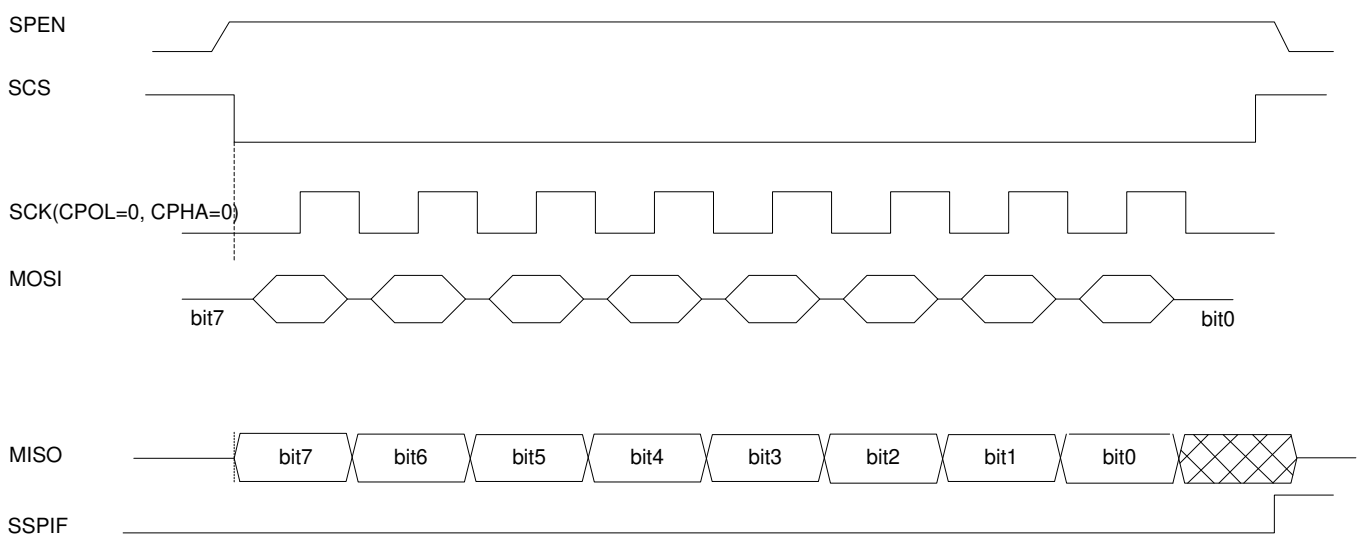 SPEN
SCS
SCK(CPOL=0, CPHA=0)
MOSI
bit7 bit0
MISO bit7 bit6 bit5 bit4 bit3 bit2 bit1 bit0
SSPIF